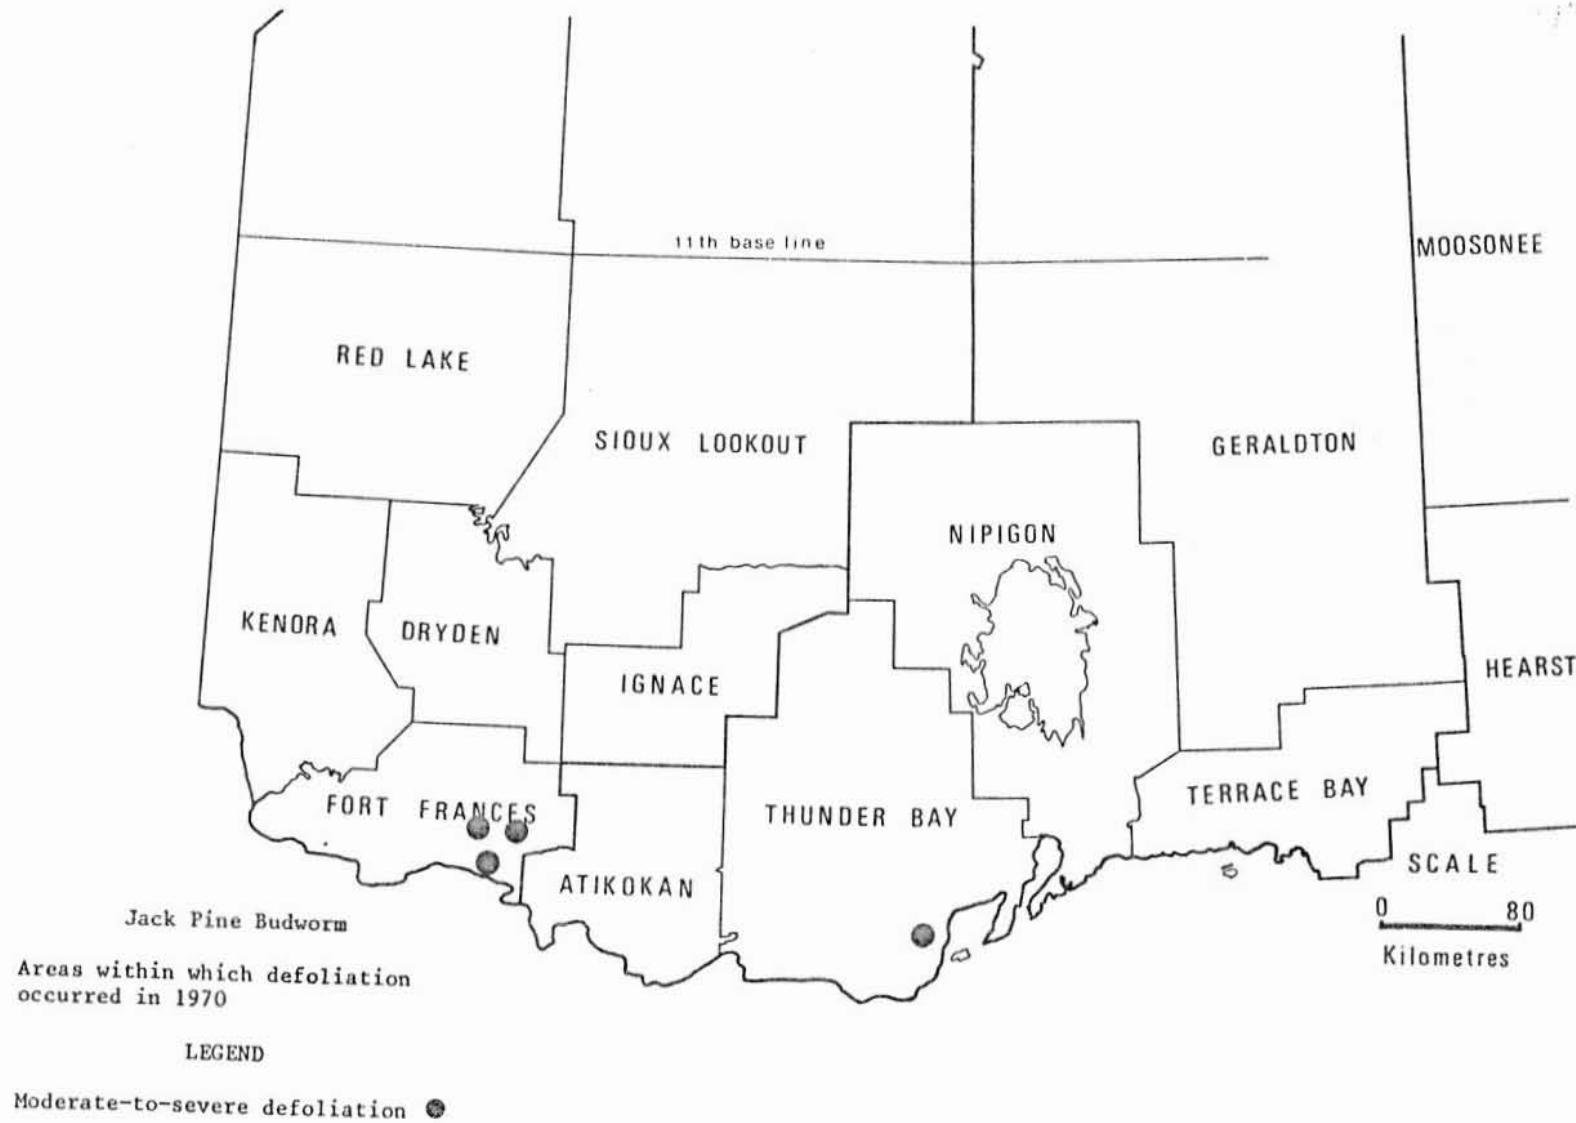 11th base line
MOOSONEE
RED LAKE
SIOUX LOOKOUT
GERALDTON
NIPIGON
KENORA
DRYDEN
IGNACE
HEARST
FORT FRANCES
THUNDER BAY
TERRACE BAY
ATIKOKAN
SCALE
0 80
Kilometres
Jack Pine Budworm
Areas within which defoliation
occurred in 1970
LEGEND
Moderate-to-severe defoliation